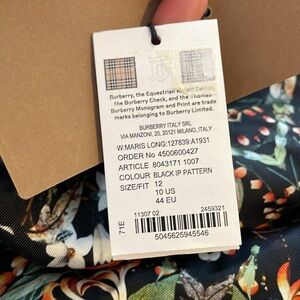 Burberry, the Equestrian Knight Device,
the Burberry Check, and the Thomas
Burberry Monogram and Print are trade
marks belonging to Burberry Limited.
BURBERRY ITALY SRL
VIA MANZONI, 20, 20121 MILANO, ITALY
W:MARIS LONG:127839:A1931
ORDER No 4500600427
ARTICLE 8043171 1007
COLOUR BLACK IP PATTERN
SIZE/FIT 12
10 US
44 EU
71E
11307 02 2459321
5045625945546